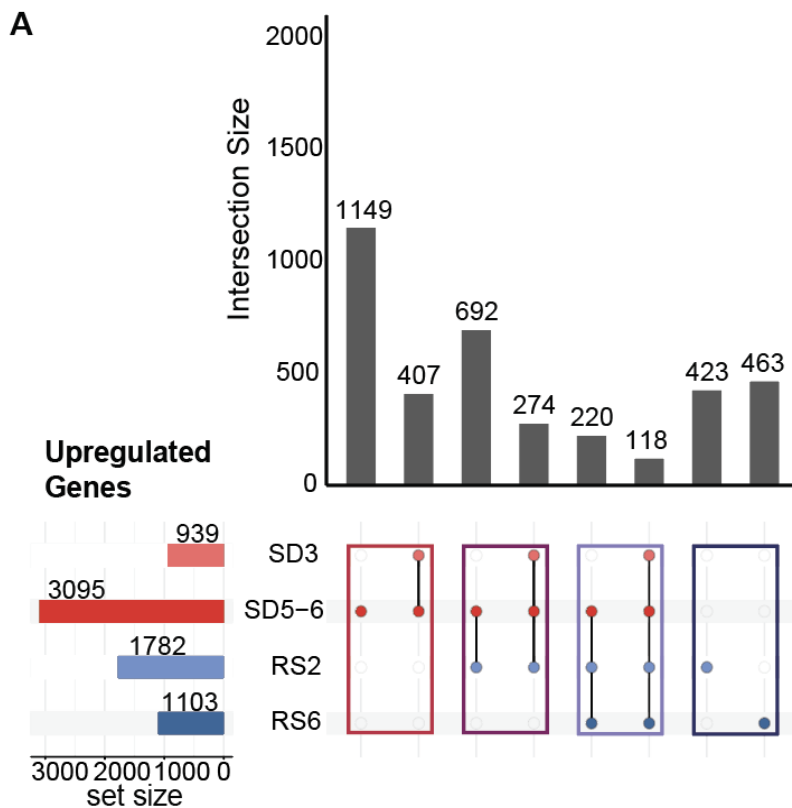 A
Intersection Size
2000
1500
1000
500
0
1149
407
692
274
220
118
423
463
Upregulated
Genes
939
3095
1782
1103
SD3
SD5-6
RS2
RS6
3000 2000 1000 0
set size